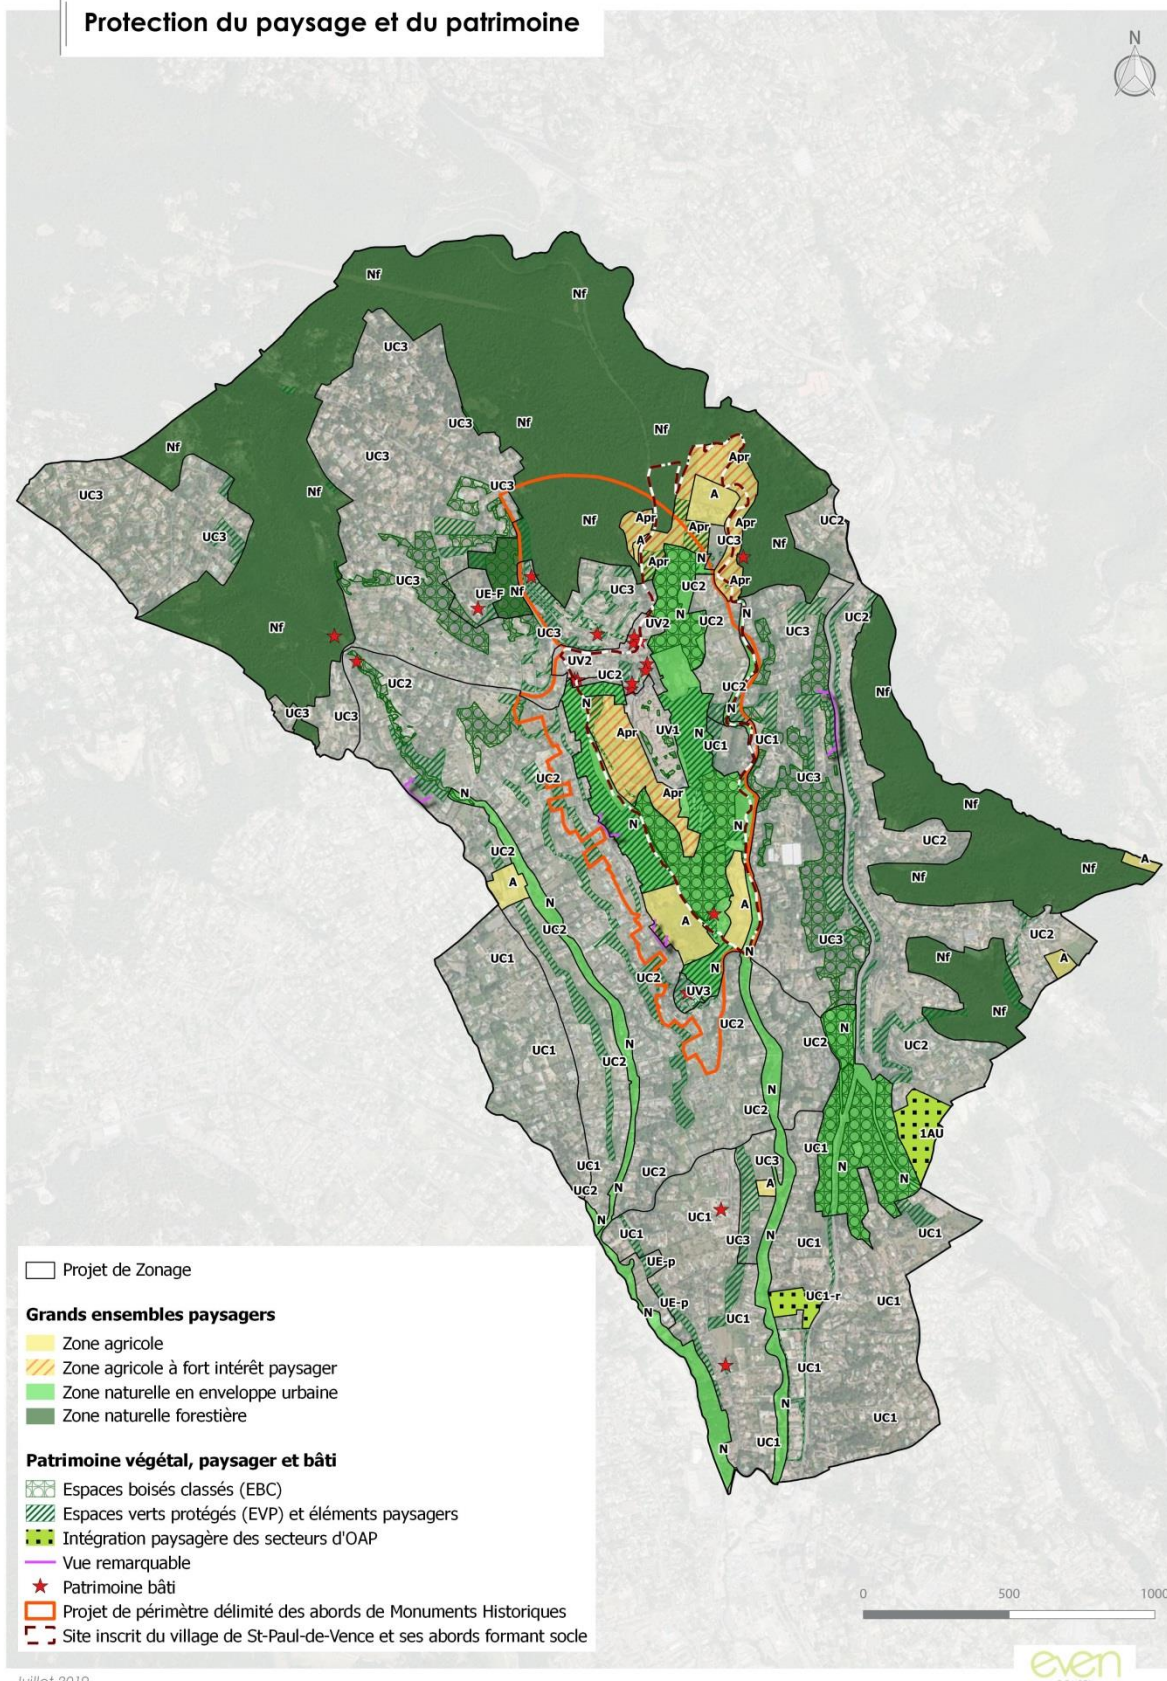 Protection du paysage et du patrimoine
N
Nf
Nf
UC3
UC3
Nf
Nf
Nf
UC3
Apr
UC3
Nf
UC3
A
UC3
Apr
Nf
Apr
Apr
UC2
UC3
A
UC3
Nf
N
Apr
UC3
UE-F
Nf
UC3
UC2
Apr
N
N
UC2
UV2
UC2
UC3
Nf
UC3
UV2
UC2
UC2
UC2
Nf
N
N
UC3
UC3
Apr
UV1
N
UC1
UC1
UC2
UC3
N
Apr
Nf
N
N
UC2
UC2
A
Nf
Nf
A
N
A
A
UC2
UC3
UC2
N
UC1
N
Nf
A
UC2
UV3
Nf
UC2
N
UC2
UC2
UC1
N
UC2
N
UC2
1AU
UC1
UC3
UC1
UC2
N
N
UC2
N
A
UC1
N
UC1
UC3
N
UC1
UC1
UE-p
UC1-r
UC1
UE-p
N
UC1
UC1
N
UC1
UC1
N
Projet de Zonage
Grands ensembles paysagers
Zone agricole
Zone agricole à fort intérêt paysager
Zone naturelle en enveloppe urbaine
Zone naturelle forestière
Patrimoine végétal, paysager et bâti
Espaces boisés classés (EBC)
Espaces verts protégés (EVP) et éléments paysagers
Intégration paysagère des secteurs d'OAP
Vue remarquable
Patrimoine bâti
Projet de périmètre délimité des abords de Monuments Historiques
Site inscrit du village de St-Paul-de-Vence et ses abords formant socle
0 500 1000
even
Juillet 2019